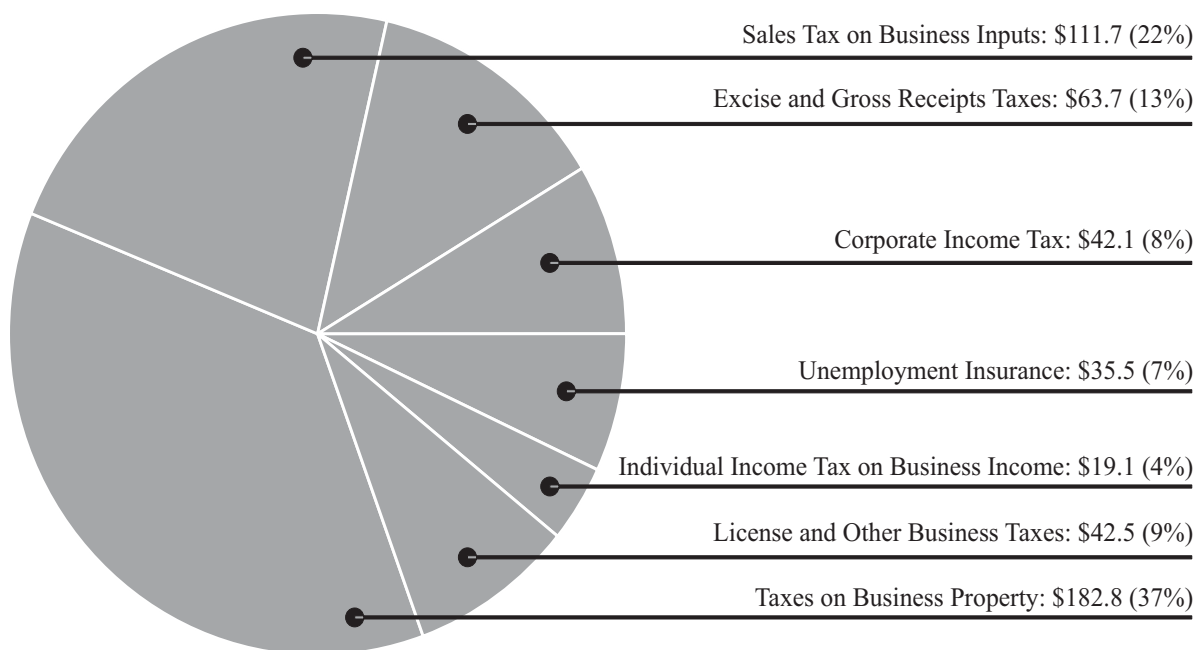 Sales Tax on Business Inputs: $111.7 (22%)
Excise and Gross Receipts Taxes: $63.7 (13%)
Corporate Income Tax: $42.1 (8%)
Unemployment Insurance: $35.5 (7%)
Individual Income Tax on Business Income: $19.1 (4%)
License and Other Business Taxes: $42.5 (9%)
Taxes on Business Property: $182.8 (37%)